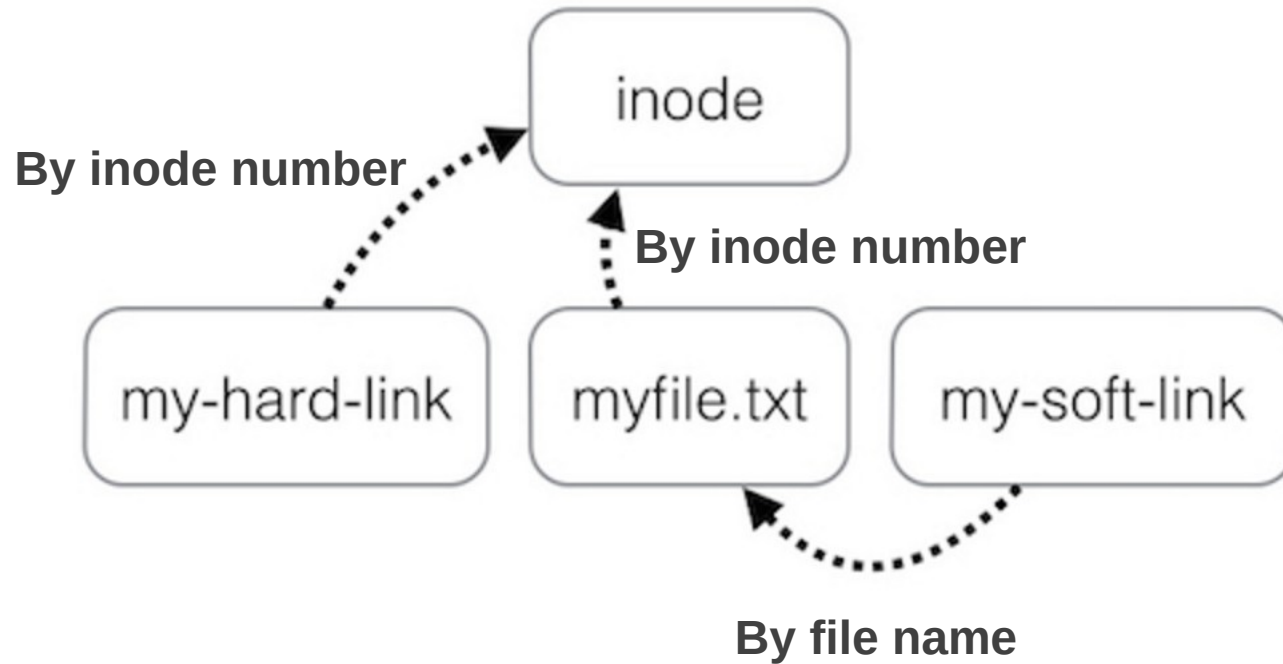 inode
By inode number
By inode number
my-hard-link
myfile.txt
my-soft-link
By file name